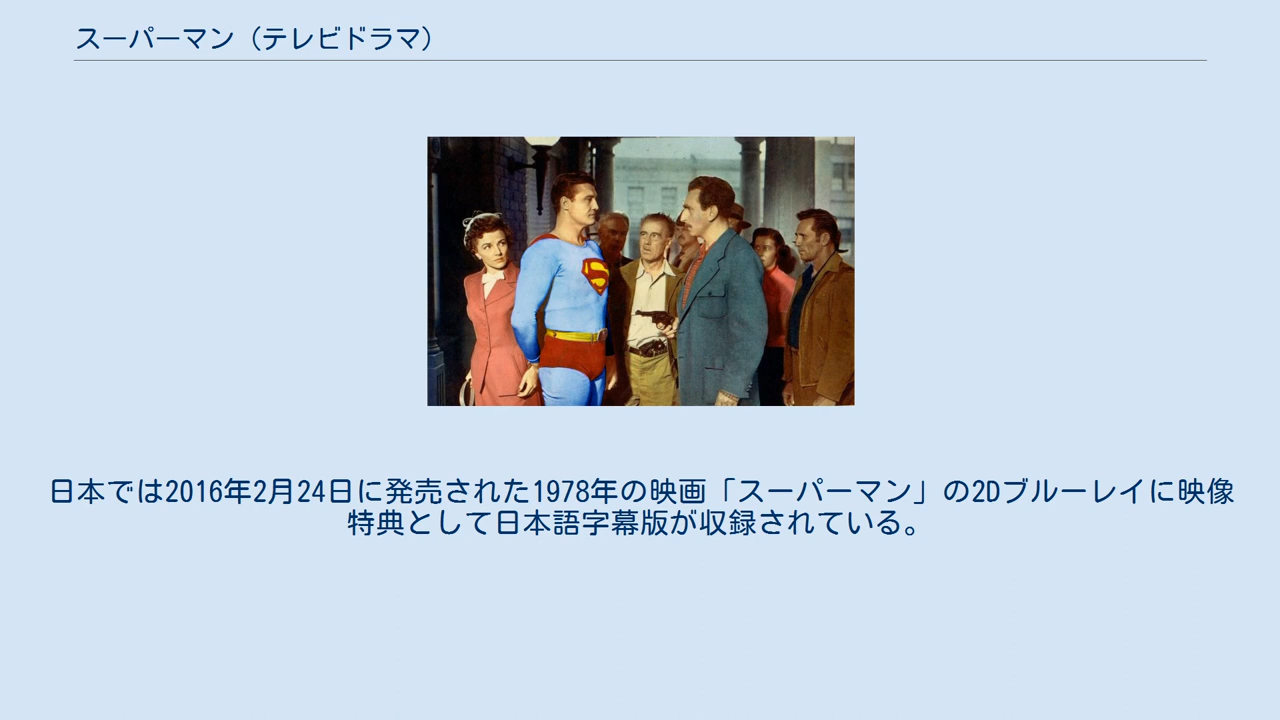 スーパーマン（テレビドラマ）
日本では2016年2月24日に発売された1978年の映画「スーパーマン」の2Dブルーレイに映像
特典として日本語字幕版が収録されている。